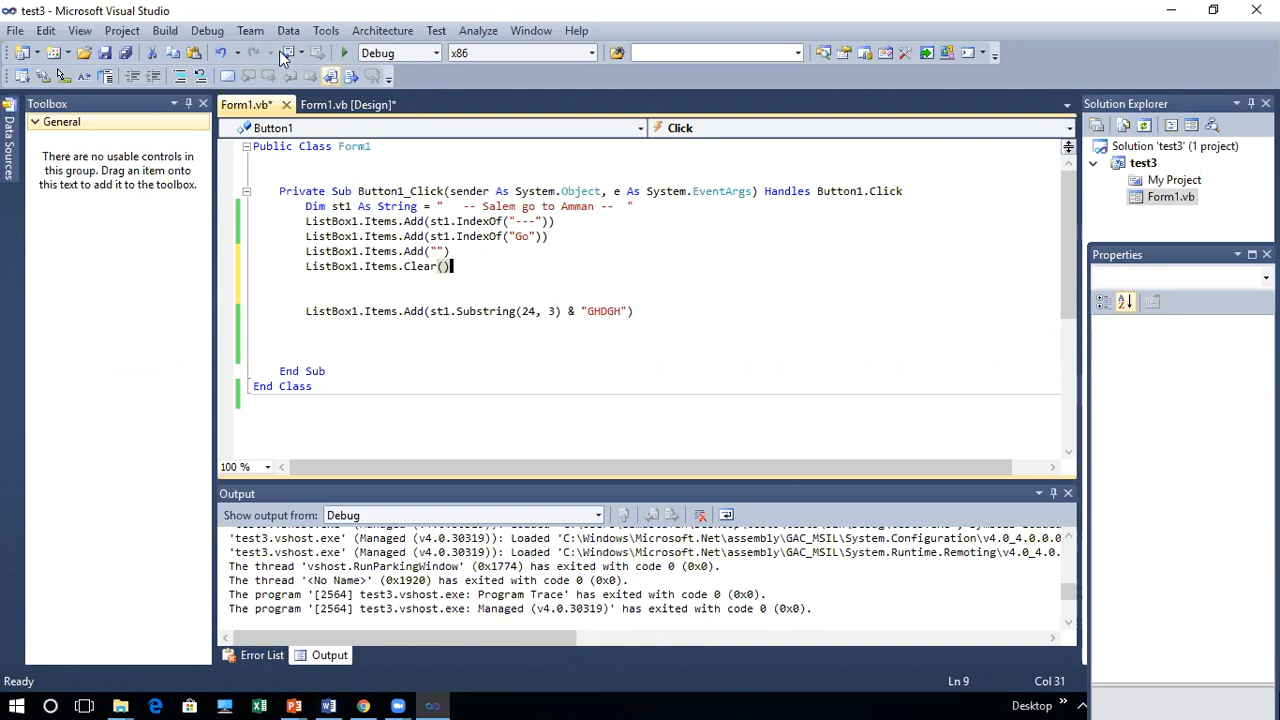 test3 - Microsoft Visual Studio
File Edit View Project Build Debug Team Data Tools Architecture Test Analyze Window Help
Debug x86
Toolbox
General
There are no usable controls in
this group. Drag an item onto
this text to add it to the toolbox.
Data Sources
Form1.vb* Form1.vb [Design]*
Button1 Click
Public Class Form1
Private Sub Button1_Click(sender As System.Object, e As System.EventArgs) Handles Button1.Click
Dim st1 As String = "   -- Salem go to Amman --  "
ListBox1.Items.Add(st1.IndexOf("---"))
ListBox1.Items.Add(st1.IndexOf("Go"))
ListBox1.Items.Add("")
ListBox1.Items.Clear()
ListBox1.Items.Add(st1.Substring(24, 3) & "GHDGH")
End Sub
End Class
100 %
Output
Show output from: Debug
'test3.vshost.exe' (Managed (v4.0.30319)): Loaded 'C:\Windows\Microsoft.Net\assembly\GAC_MSIL\System.Configuration\v4.0_4.0.0.0
'test3.vshost.exe' (Managed (v4.0.30319)): Loaded 'C:\Windows\Microsoft.Net\assembly\GAC_MSIL\System.Runtime.Remoting\v4.0_4.0.
The thread 'vshost.RunParkingWindow' (0x1774) has exited with code 0 (0x0).
The thread '<No Name>' (0x1920) has exited with code 0 (0x0).
The program '[2564] test3.vshost.exe: Program Trace' has exited with code 0 (0x0).
The program '[2564] test3.vshost.exe: Managed (v4.0.30319)' has exited with code 0 (0x0).
Error List Output
Solution Explorer
Solution 'test3' (1 project)
test3
My Project
Form1.vb
Properties
Ready Ln 9 Col 31
Desktop